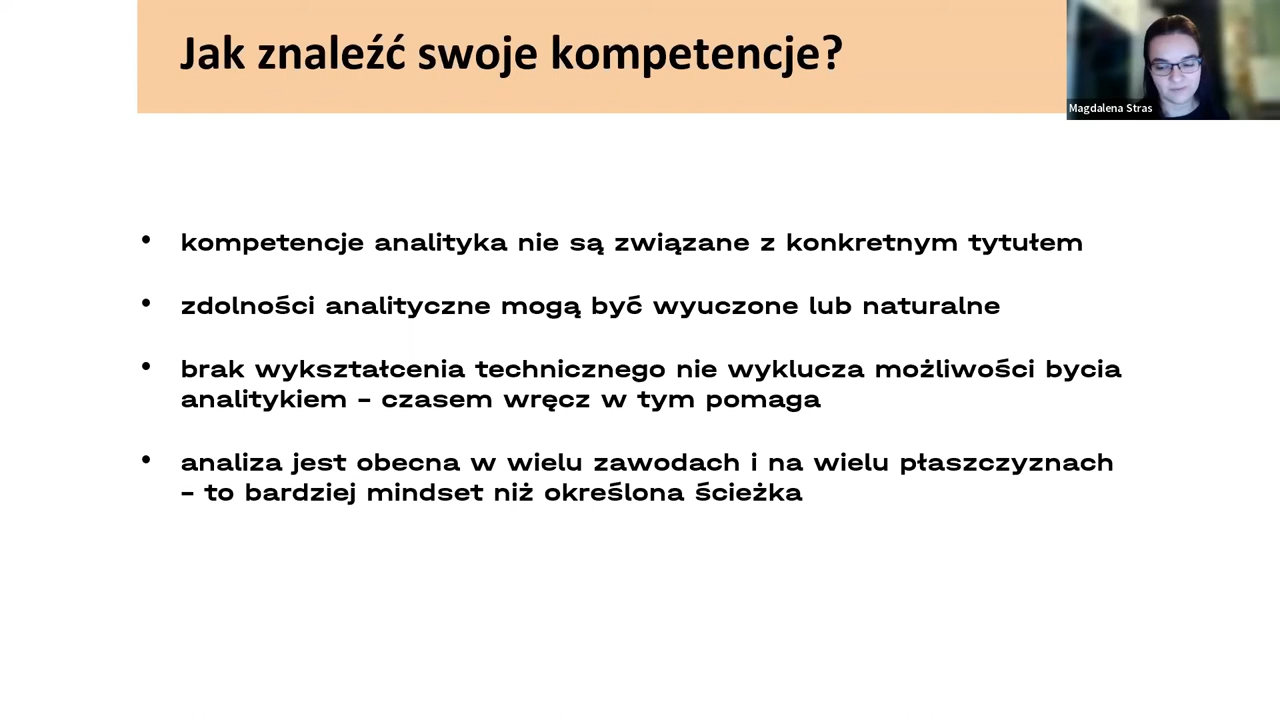 Jak znaleźć swoje kompetencje?
Magdalena Stras
• kompetencje analityka nie są związane z konkretnym tytułem
• zdolności analityczne mogą być wyuczone lub naturalne
• brak wykształcenia technicznego nie wyklucza możliwości bycia
analitykiem – czasem wręcz w tym pomaga
• analiza jest obecna w wielu zawodach i na wielu płaszczyznach
– to bardziej mindset niż określona ścieżka